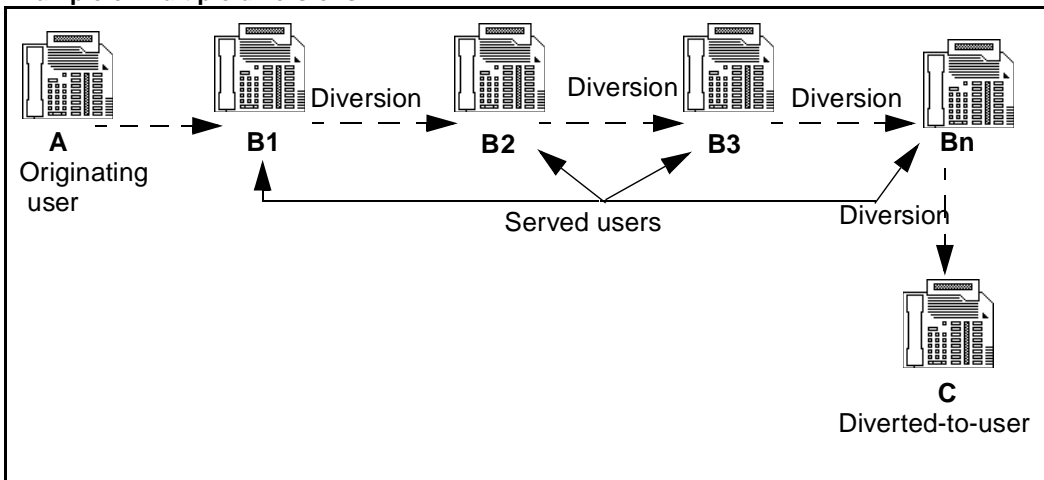 Diversion
Diversion
Diversion
A
B1
B2
B3
Bn
Originating
user
Served users
Diversion
C
Diverted-to-user